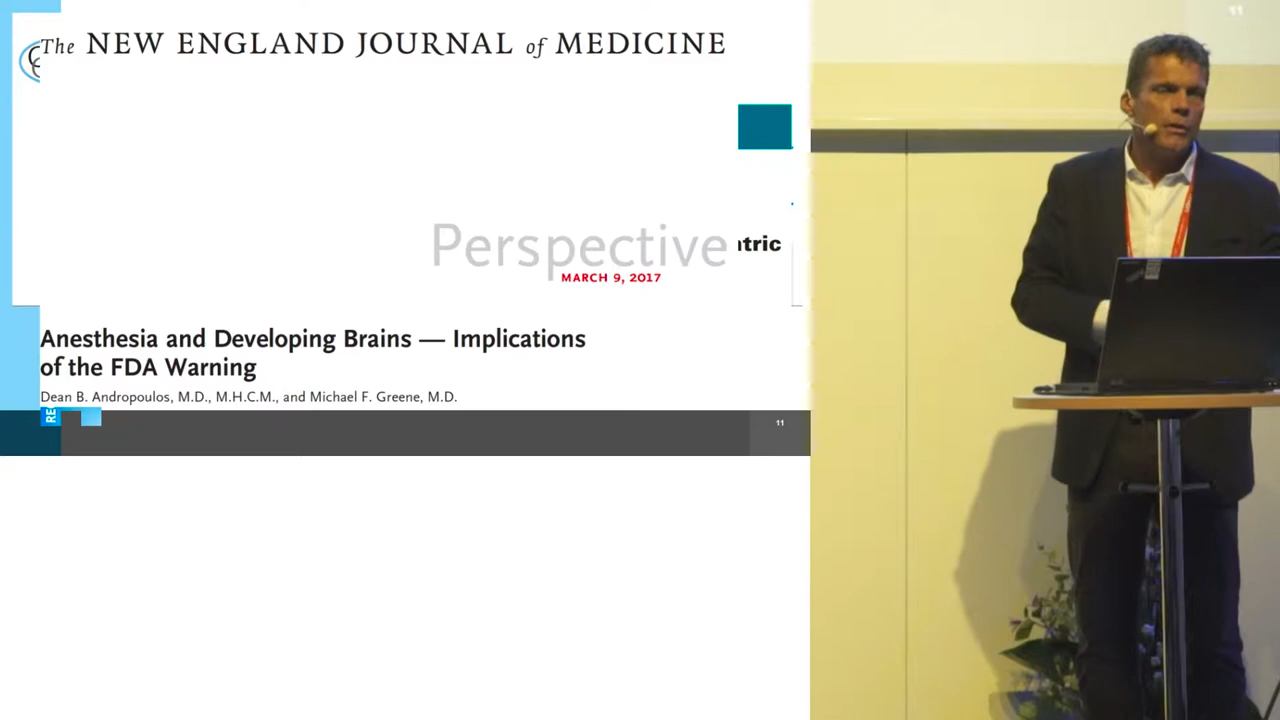 The NEW ENGLAND JOURNAL of MEDICINE
Perspective
MARCH 9, 2017
Anesthesia and Developing Brains — Implications
of the FDA Warning
Dean B. Andropoulos, M.D., M.H.C.M., and Michael F. Greene, M.D.
11
11